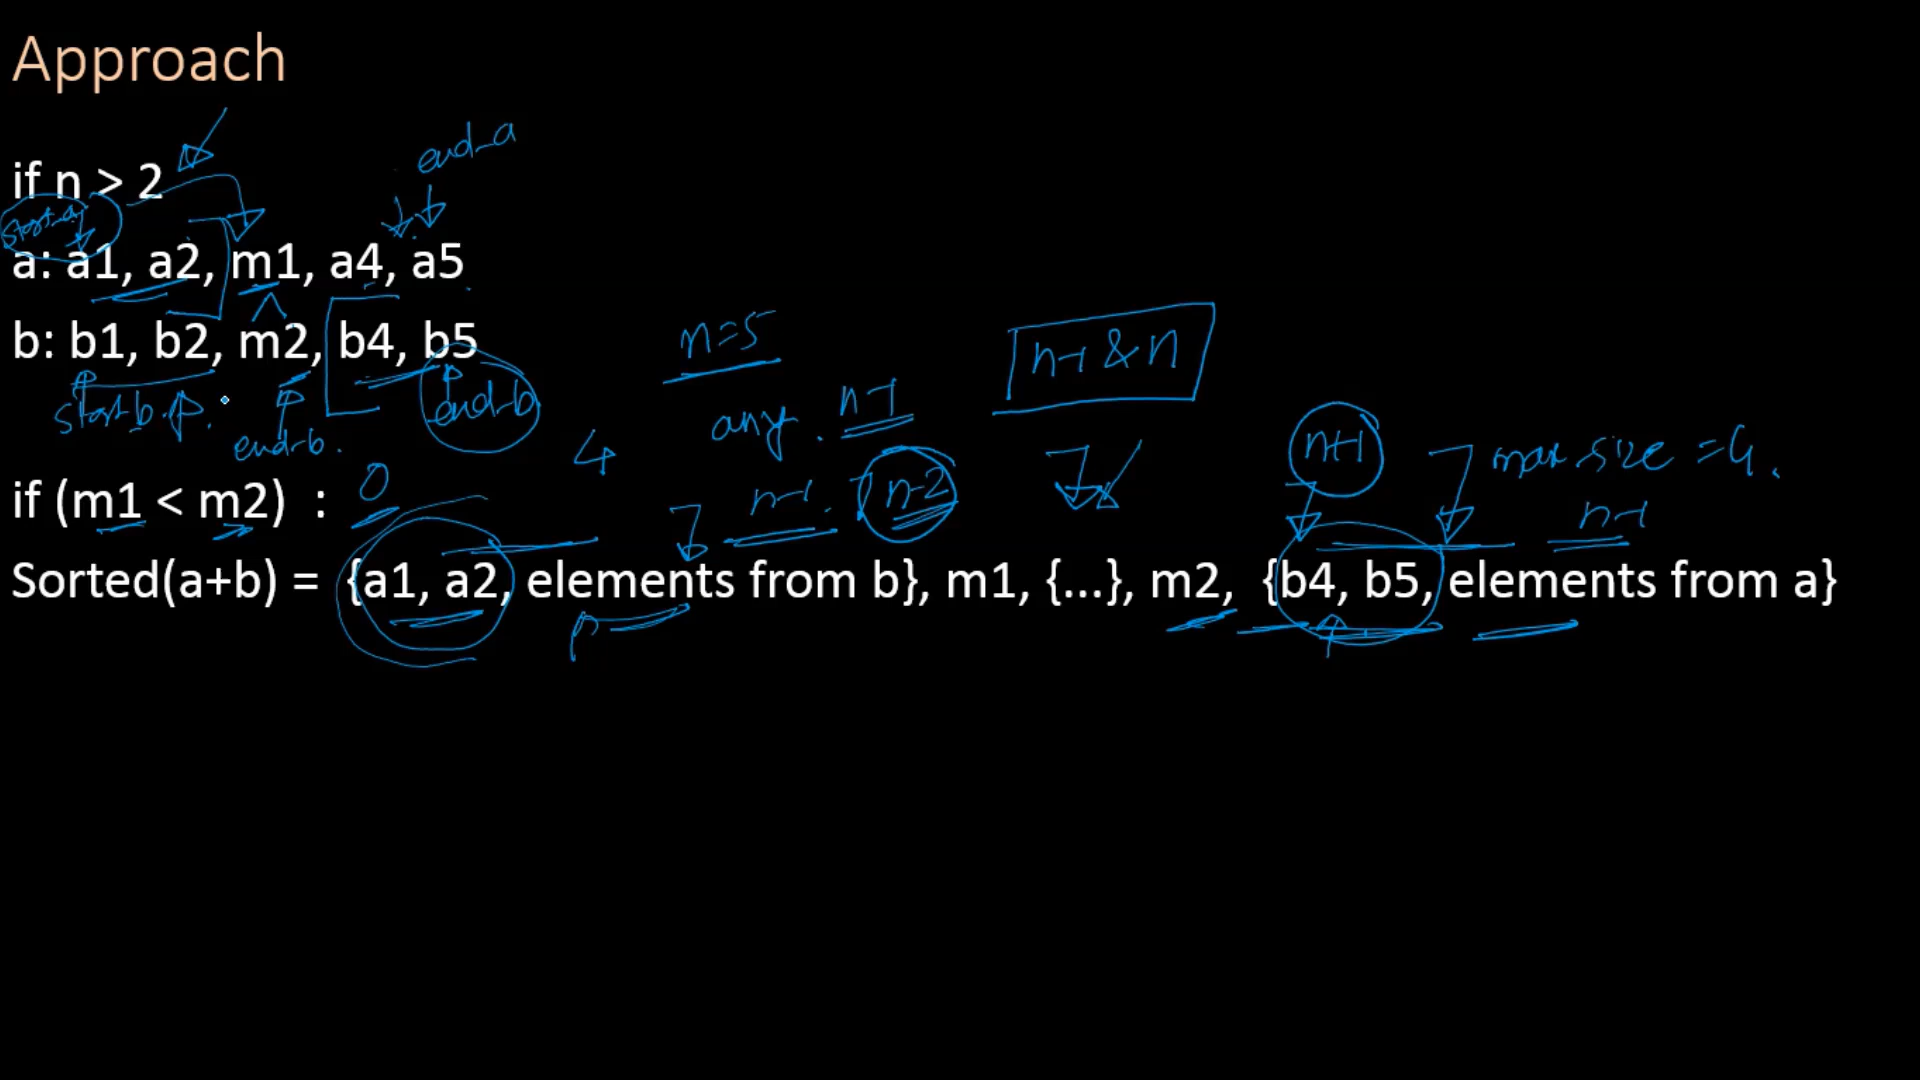 Approach
end_a
if n > 2
start_a
a: a1, a2, m1, a4, a5
b: b1, b2, m2, b4, b5
n=5
n-1 & n
start_b
end_b
end_b
4
any n-1
n+1
max size = 4
if (m1 < m2) :
0
n-1
n-2
n-1
Sorted(a+b) = {a1, a2, elements from b}, m1, {...}, m2, {b4, b5, elements from a}